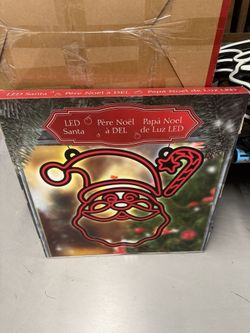 LED Santa Père Noël à DEL Papá Noel de Luz LED
LED Père Noël Papá Noel
Santa à DEL de Luz LED